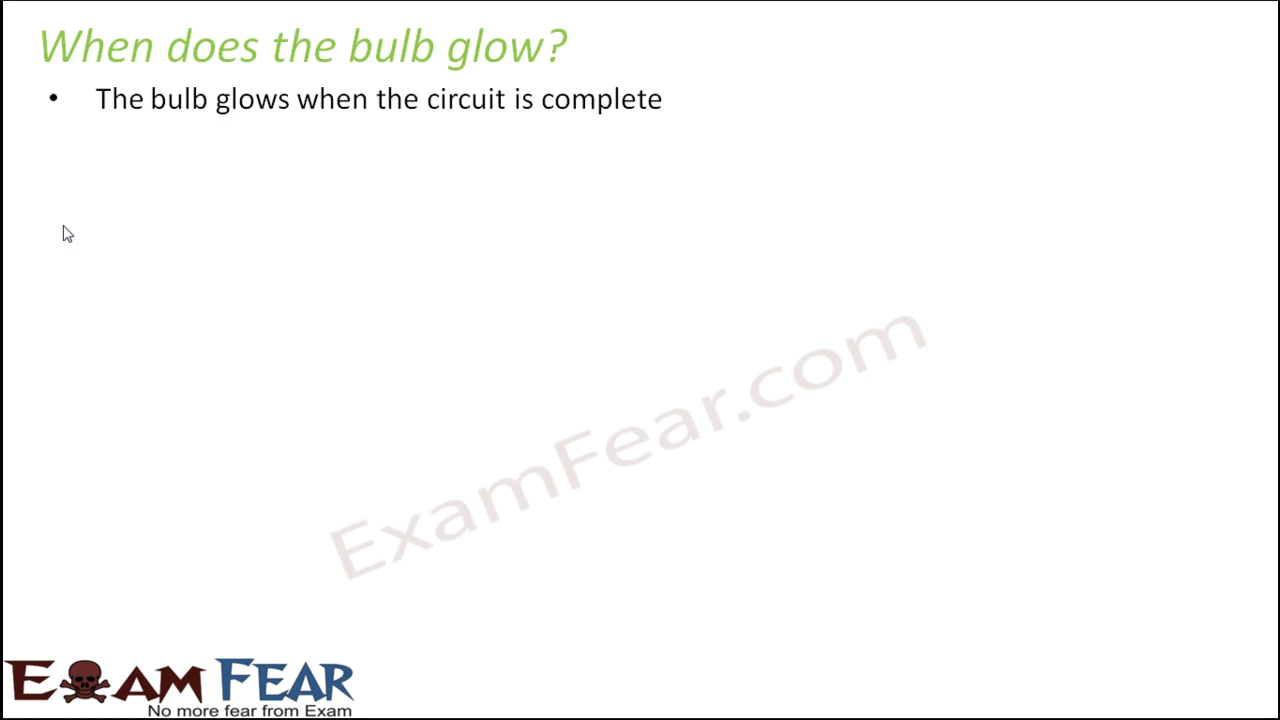 When does the bulb glow?
• The bulb glows when the circuit is complete
ExamFear.com
EXAM FEAR
No more fear from Exam